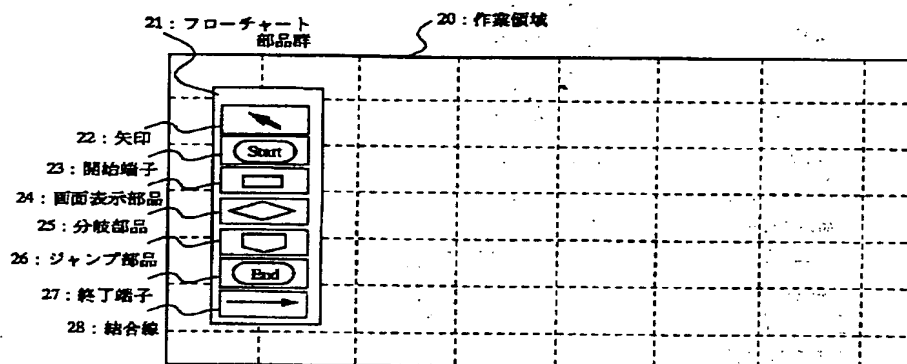 21：フローチャート
部品群
20：作業領域
22：矢印
Start
23：開始端子
24：画面表示部品
25：分岐部品
26：ジャンプ部品
End
27：終了端子
28：結合線